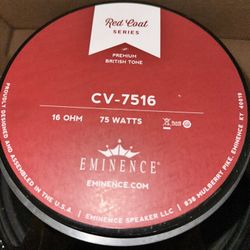 Red Coat
SERIES
PREMIUM
BRITISH TONE
CV-7516
16 OHM 75 WATTS
EMINENCE®
EMINENCE.COM
PROUDLY DESIGNED AND ASSEMBLED IN THE U.S.A. | EMINENCE SPEAKER LLC | 838 MULBERRY PIKE, EMINENCE KY 40019